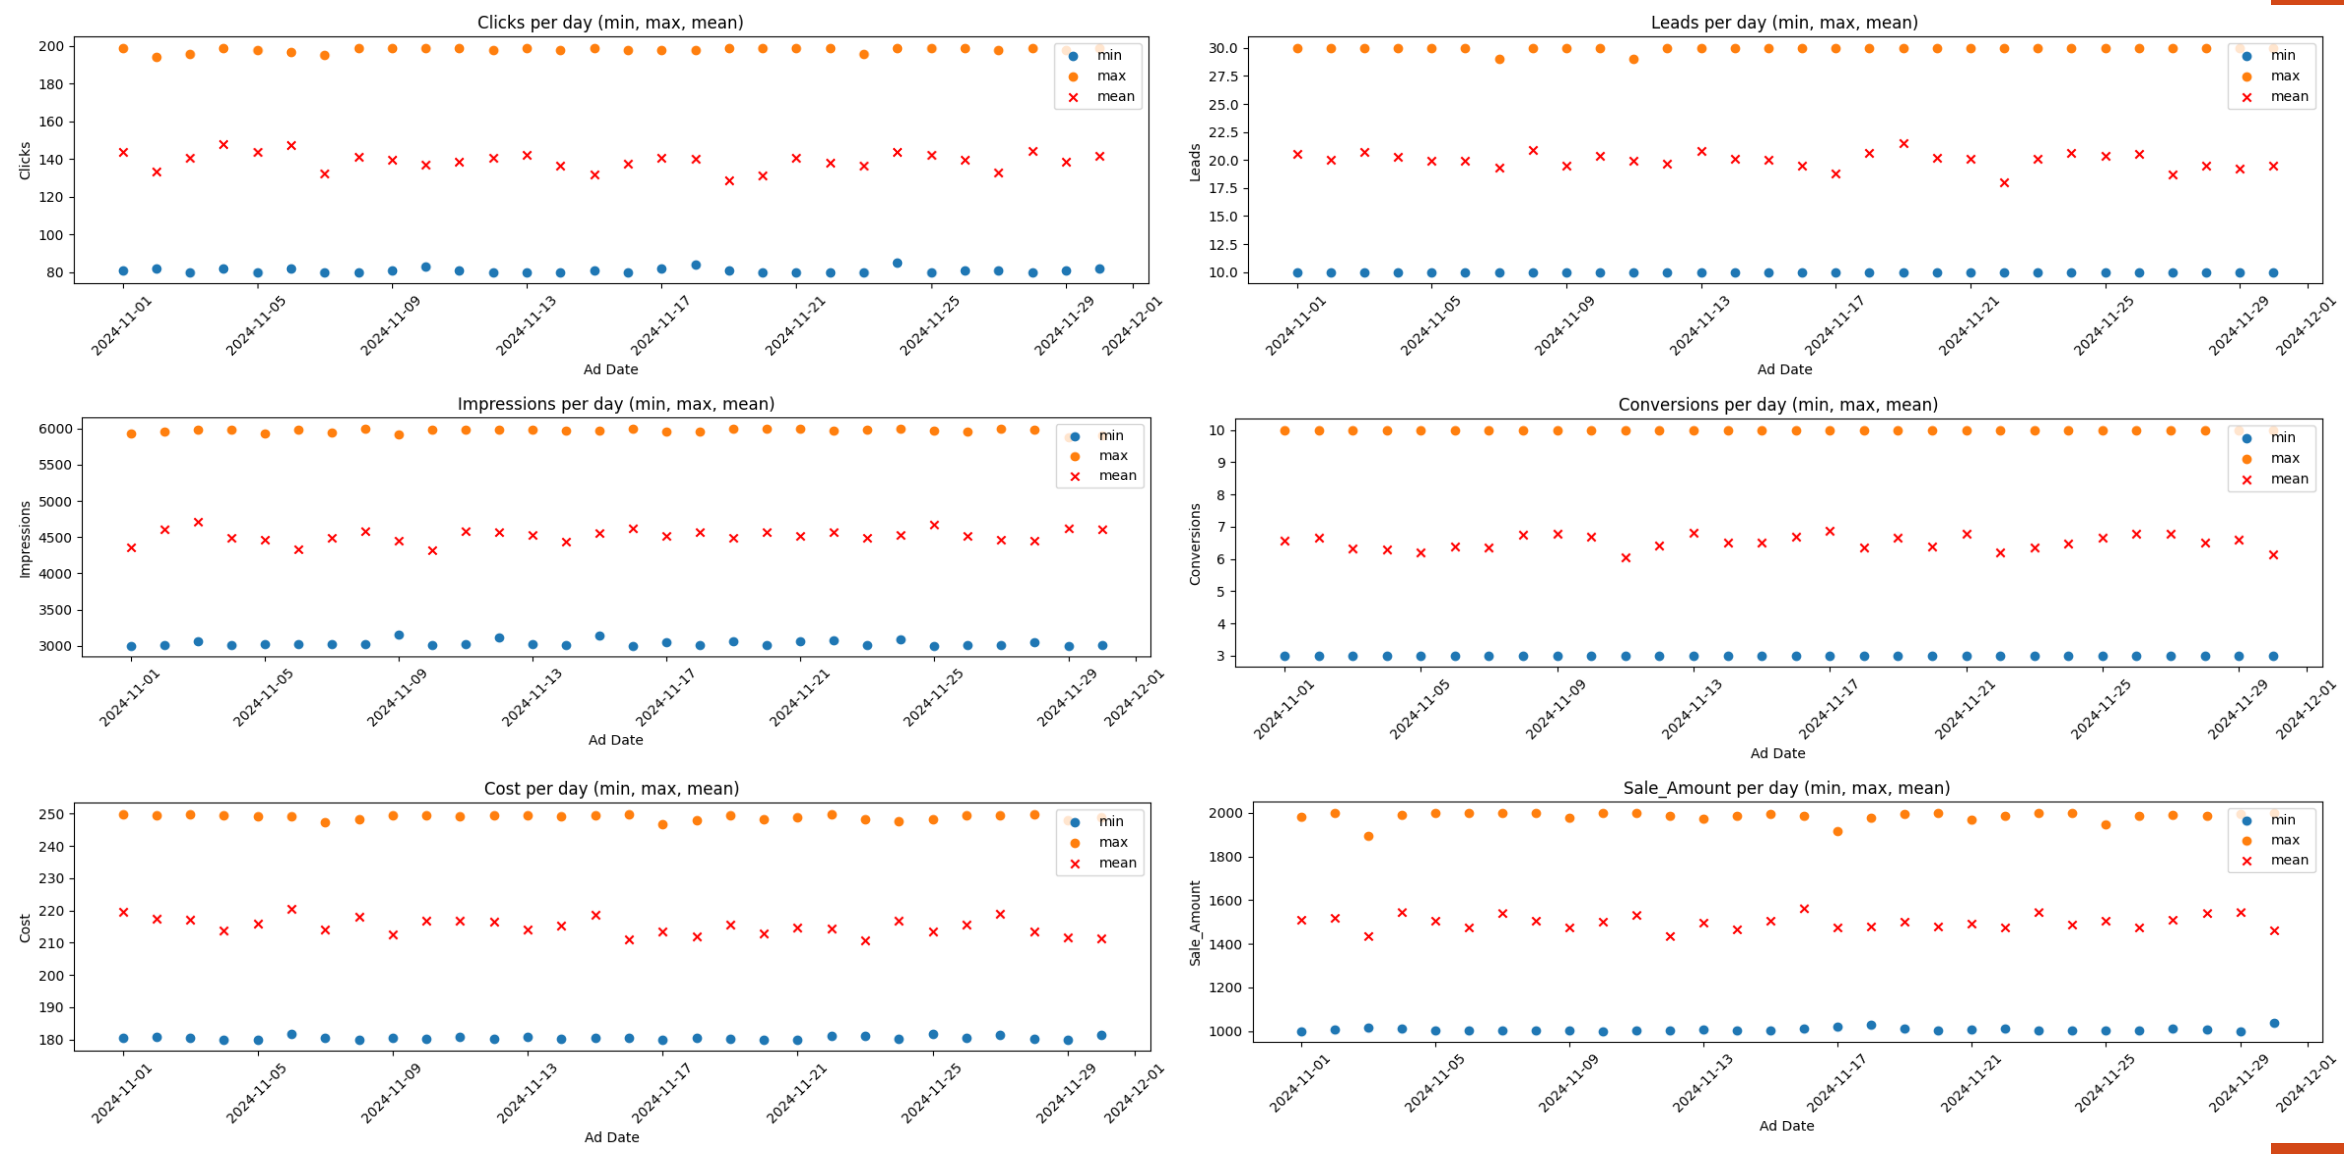 Clicks per day (min, max, mean)
Clicks
200
180
160
140
120
100
80
min
max
mean
2024-11-01
2024-11-05
2024-11-09
2024-11-13
2024-11-17
2024-11-21
2024-11-25
2024-11-29
2024-12-01
Ad Date
Leads per day (min, max, mean)
Leads
30.0
27.5
25.0
22.5
20.0
17.5
15.0
12.5
10.0
min
max
mean
2024-11-01
2024-11-05
2024-11-09
2024-11-13
2024-11-17
2024-11-21
2024-11-25
2024-11-29
2024-12-01
Ad Date
Impressions per day (min, max, mean)
Impressions
6000
5500
5000
4500
4000
3500
3000
min
max
mean
2024-11-01
2024-11-05
2024-11-09
2024-11-13
2024-11-17
2024-11-21
2024-11-25
2024-11-29
2024-12-01
Ad Date
Conversions per day (min, max, mean)
Conversions
10
9
8
7
6
5
4
3
min
max
mean
2024-11-01
2024-11-05
2024-11-09
2024-11-13
2024-11-17
2024-11-21
2024-11-25
2024-11-29
2024-12-01
Ad Date
Cost per day (min, max, mean)
Cost
250
240
230
220
210
200
190
180
min
max
mean
2024-11-01
2024-11-05
2024-11-09
2024-11-13
2024-11-17
2024-11-21
2024-11-25
2024-11-29
2024-12-01
Ad Date
Sale_Amount per day (min, max, mean)
Sale_Amount
2000
1800
1600
1400
1200
1000
min
max
mean
2024-11-01
2024-11-05
2024-11-09
2024-11-13
2024-11-17
2024-11-21
2024-11-25
2024-11-29
2024-12-01
Ad Date